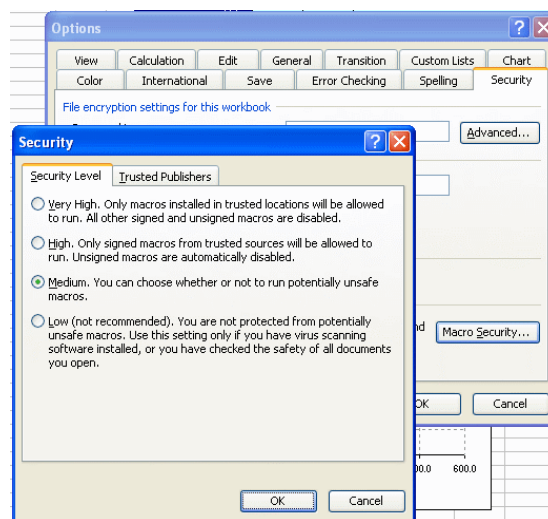 Options
View Calculation Edit General Transition Custom Lists Chart
Color International Save Error Checking Spelling Security
File encryption settings for this workbook
Advanced...
Security
Security Level Trusted Publishers
Very High. Only macros installed in trusted locations will be allowed
to run. All other signed and unsigned macros are disabled.
High. Only signed macros from trusted sources will be allowed to
run. Unsigned macros are automatically disabled.
Medium. You can choose whether or not to run potentially unsafe
macros.
Low (not recommended). You are not protected from potentially
unsafe macros. Use this setting only if you have virus scanning
software installed, or you have checked the safety of all documents
you open.
Macro Security...
OK Cancel
600.0
OK Cancel